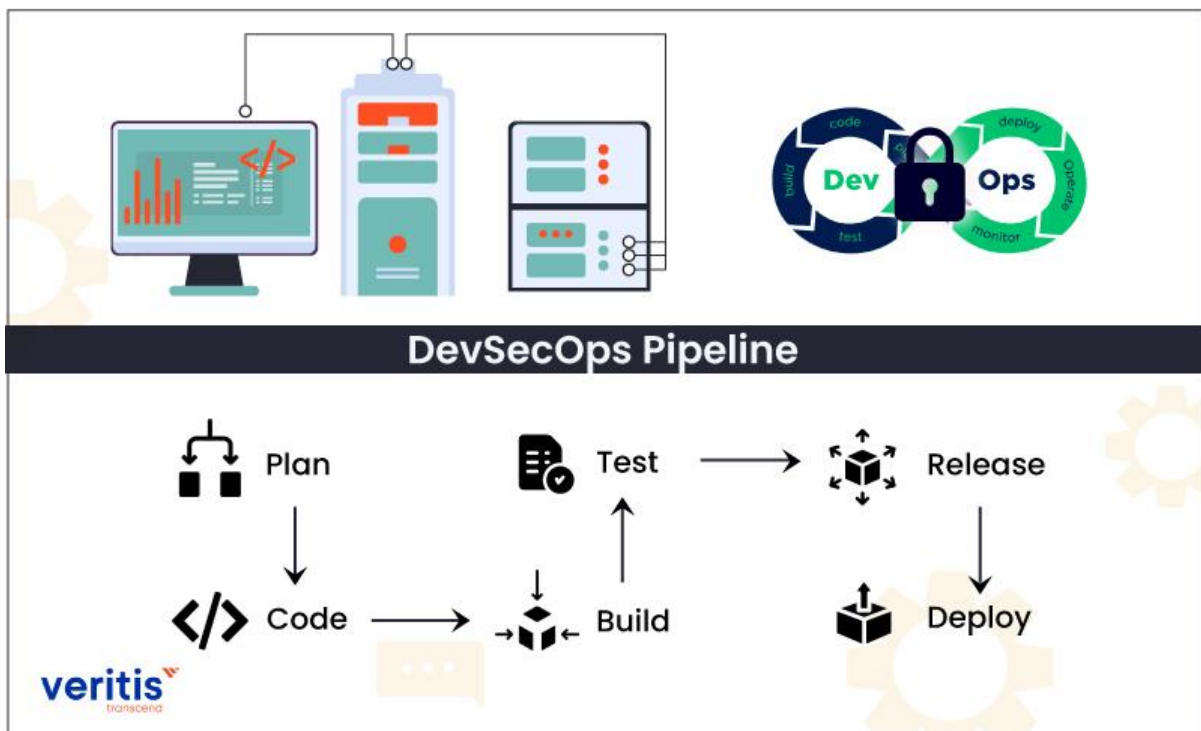 code
deploy
build
Dev
Ops
Operate
test
monitor
DevSecOps Pipeline
Plan
Test
Release
Code
Build
Deploy
veritis
transcend